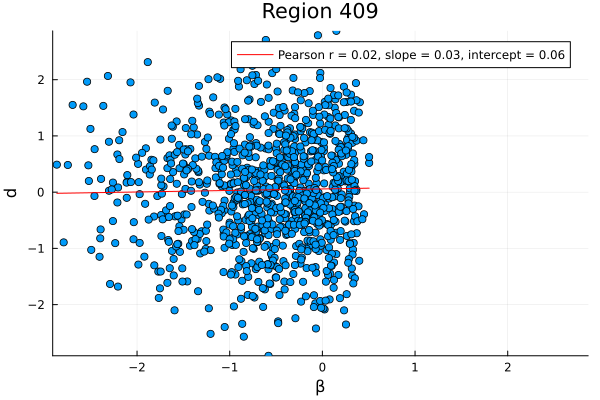 Region 409
Pearson r = 0.02, slope = 0.03, intercept = 0.06
d
2
1
0
−1
−2
−2 −1 0 1 2
β